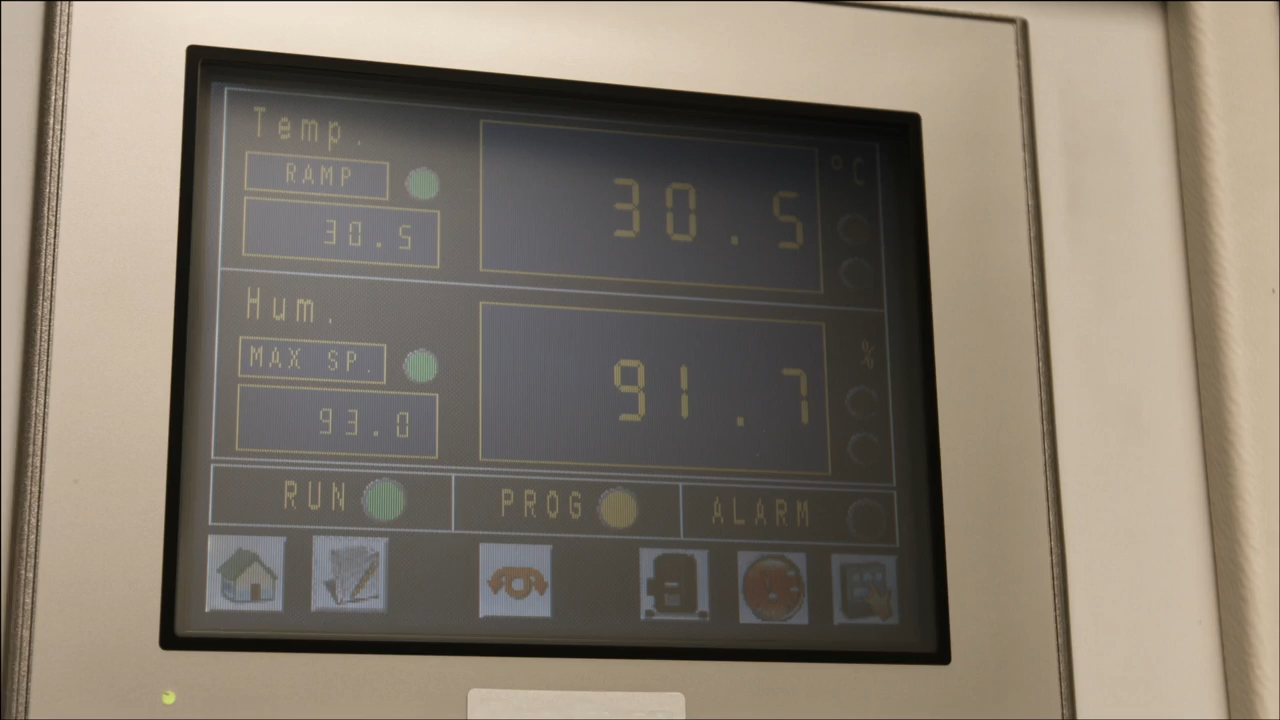 Temp.
RAMP
30.5
30.5
°C
Hum.
MAX SP.
93.0
91.7
%
RUN
PROG
ALARM